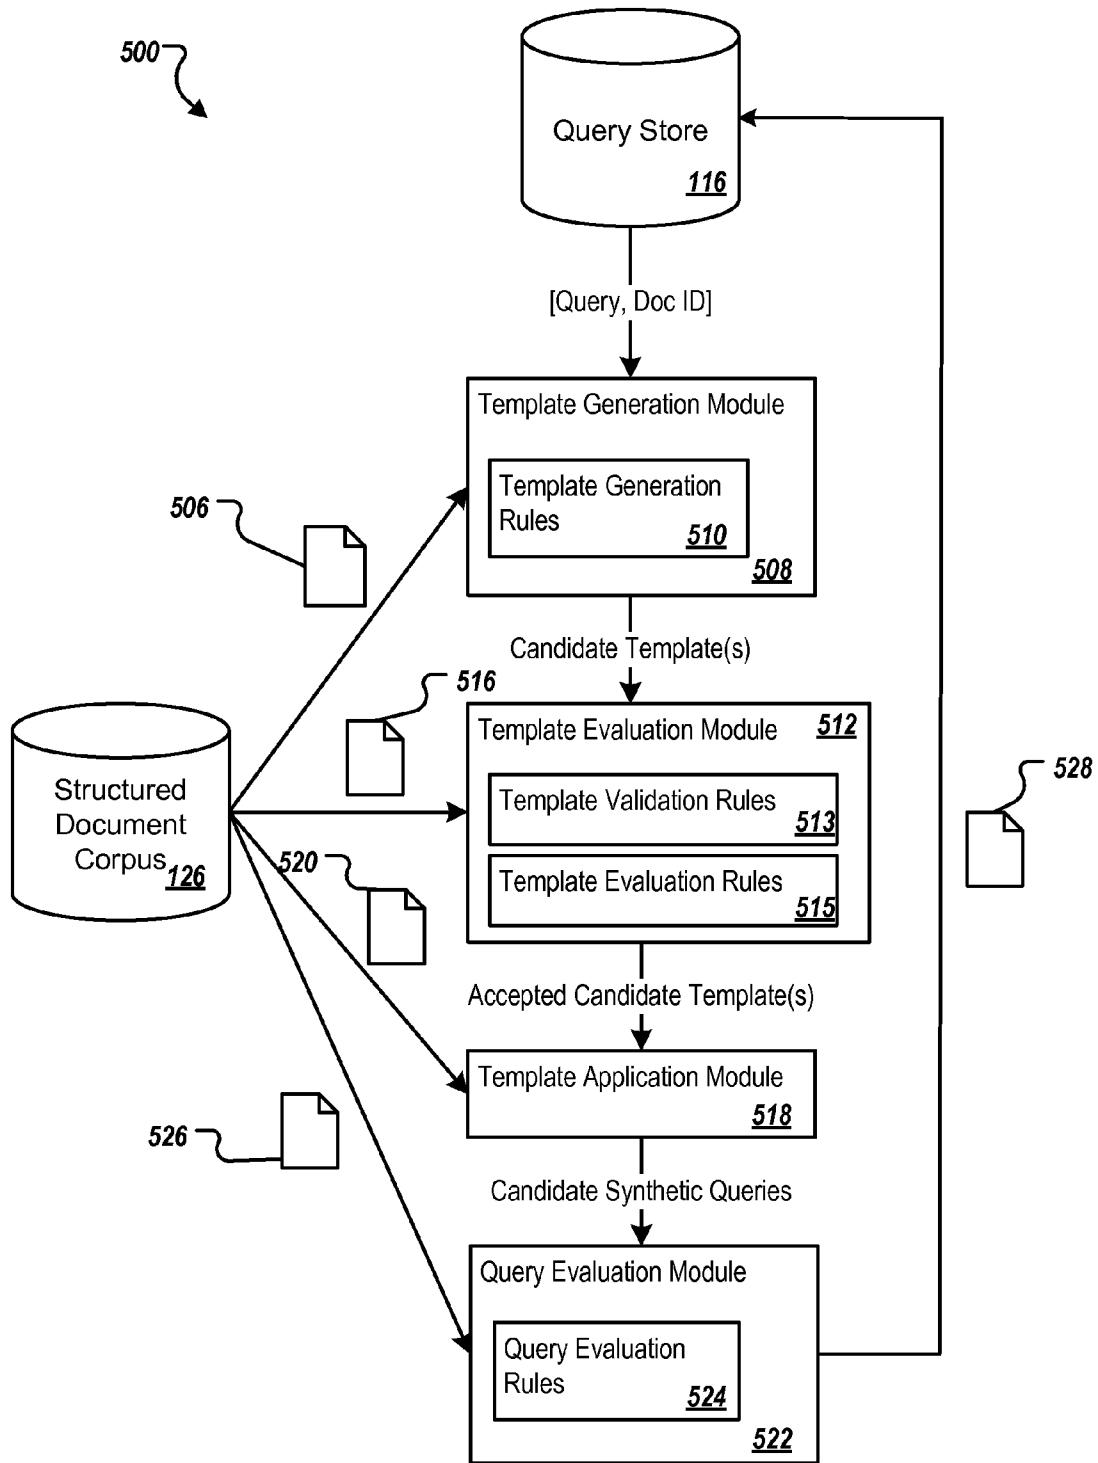 500
Query Store
116
[Query, Doc ID]
Template Generation Module
Template Generation
Rules
510
508
506
Candidate Template(s)
516
Template Evaluation Module
512
Template Validation Rules
513
Template Evaluation Rules
515
Structured
Document
Corpus
126
520
528
Accepted Candidate Template(s)
Template Application Module
518
526
Candidate Synthetic Queries
Query Evaluation Module
Query Evaluation
Rules
524
522